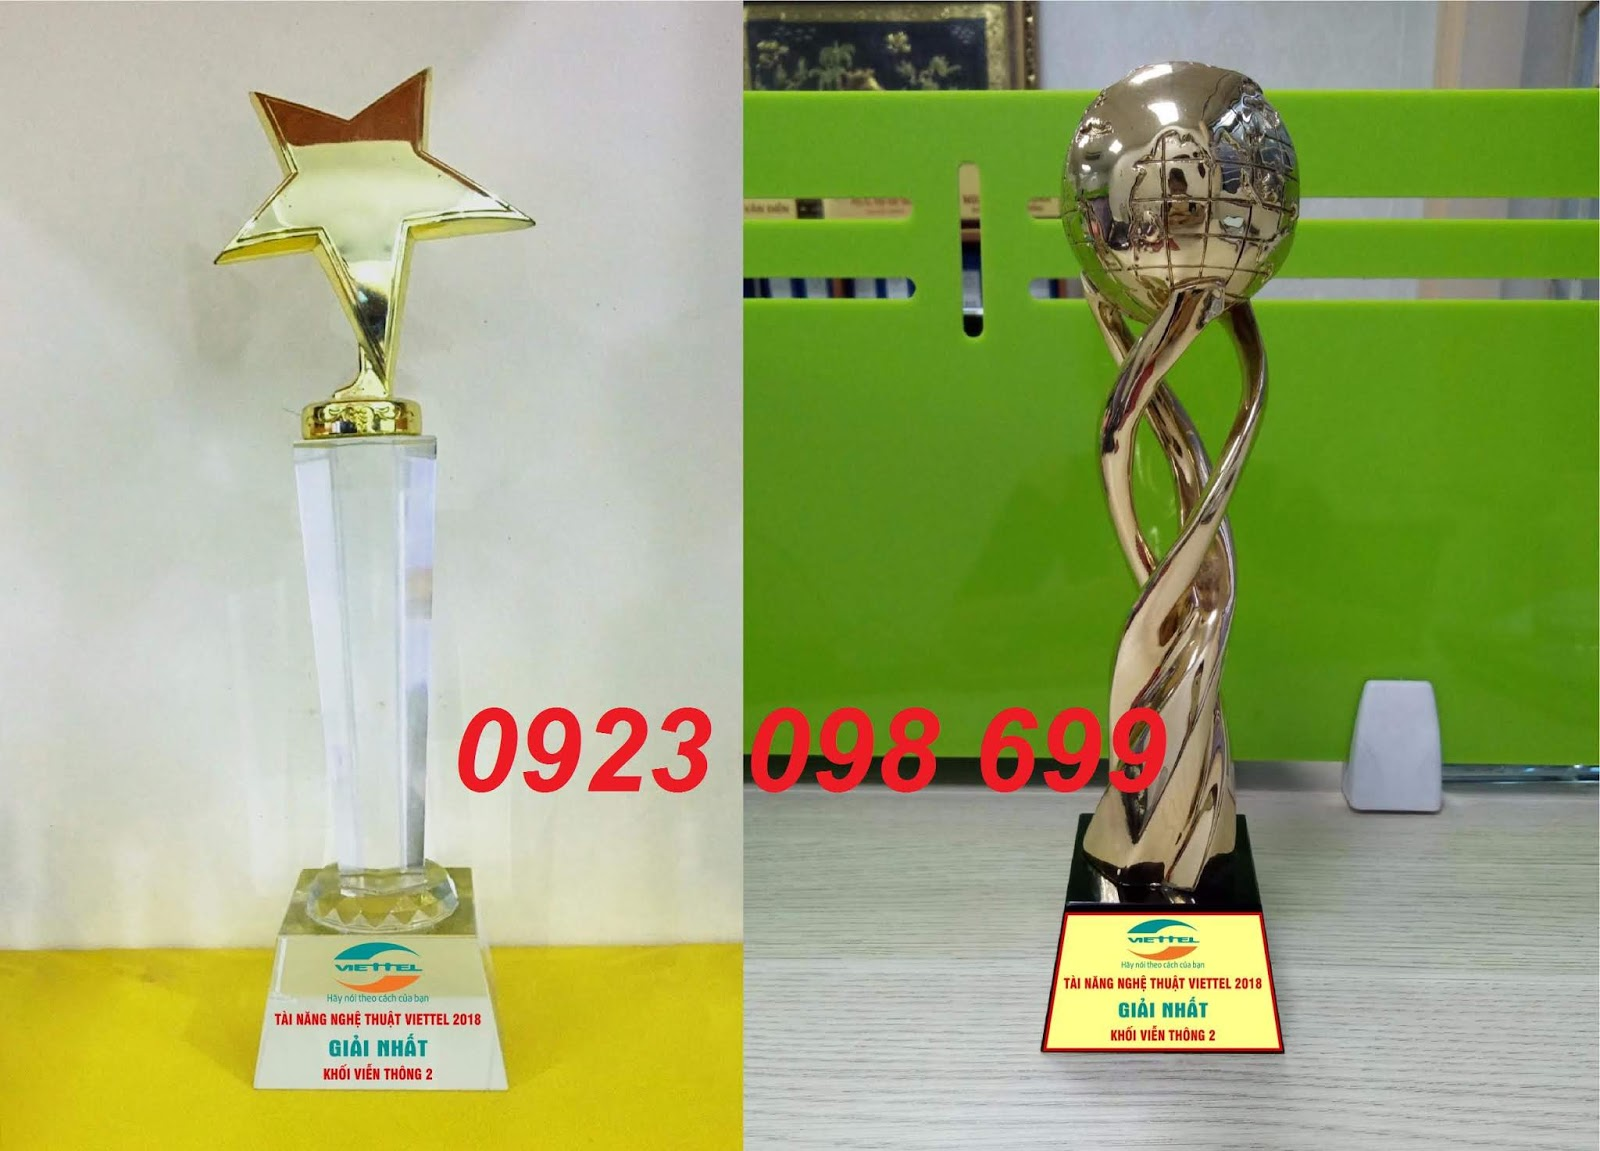 VĂN ĐIỂN
0923 098 699
VIETTEL
Hãy nói theo cách của bạn
TÀI NĂNG NGHỆ THUẬT VIETTEL 2018
GIẢI NHẤT
KHỐI VIỄN THÔNG 2
VIETTEL
Hãy nói theo cách của bạn
TÀI NĂNG NGHỆ THUẬT VIETTEL 2018
GIẢI NHẤT
KHỐI VIỄN THÔNG 2